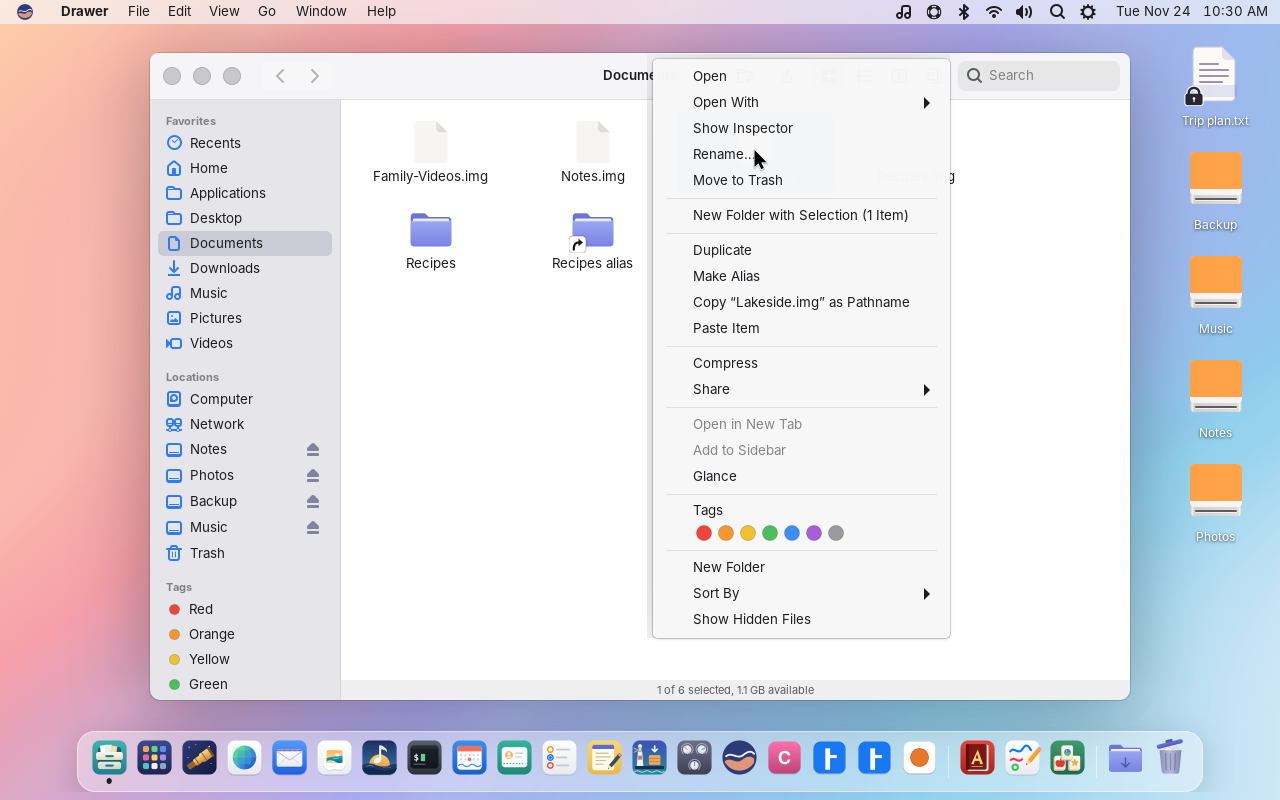 Drawer File Edit View Go Window Help Tue Nov 24 10:30 AM
Search
Favorites
Recents
Home
Applications
Desktop
Documents
Downloads
Music
Pictures
Videos
Locations
Computer
Network
Notes
Photos
Backup
Music
Trash
Tags
Red
Orange
Yellow
Green
Family-Videos.img
Notes.img
Recipes
Recipes alias
Open
Open With
Show Inspector
Rename...
Move to Trash
New Folder with Selection (1 Item)
Duplicate
Make Alias
Copy “Lakeside.img” as Pathname
Paste Item
Compress
Share
Open in New Tab
Add to Sidebar
Glance
Tags
New Folder
Sort By
Show Hidden Files
1 of 6 selected, 1.1 GB available
Trip plan.txt
Backup
Music
Notes
Photos